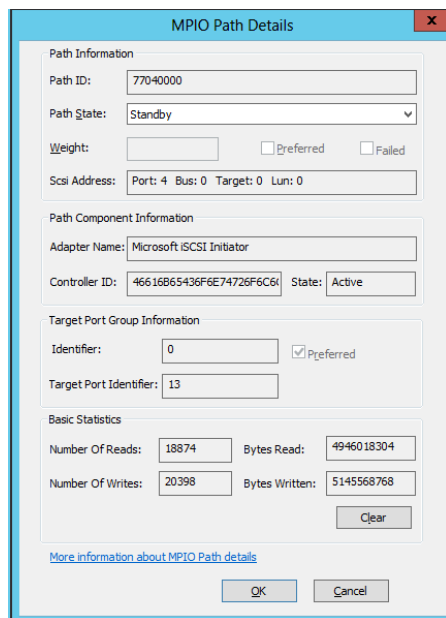 MPIO Path Details
x
Path Information
Path ID: 77040000
Path State: Standby
Weight: Preferred Failed
Scsi Address: Port: 4 Bus: 0 Target: 0 Lun: 0
Path Component Information
Adapter Name: Microsoft iSCSI Initiator
Controller ID: 46616B65436F6E74726F6C6( State: Active
Target Port Group Information
Identifier: 0 Preferred
Target Port Identifier: 13
Basic Statistics
Number Of Reads: 18874 Bytes Read: 4946018304
Number Of Writes: 20398 Bytes Written: 5145568768
Clear
More information about MPIO Path details
OK Cancel